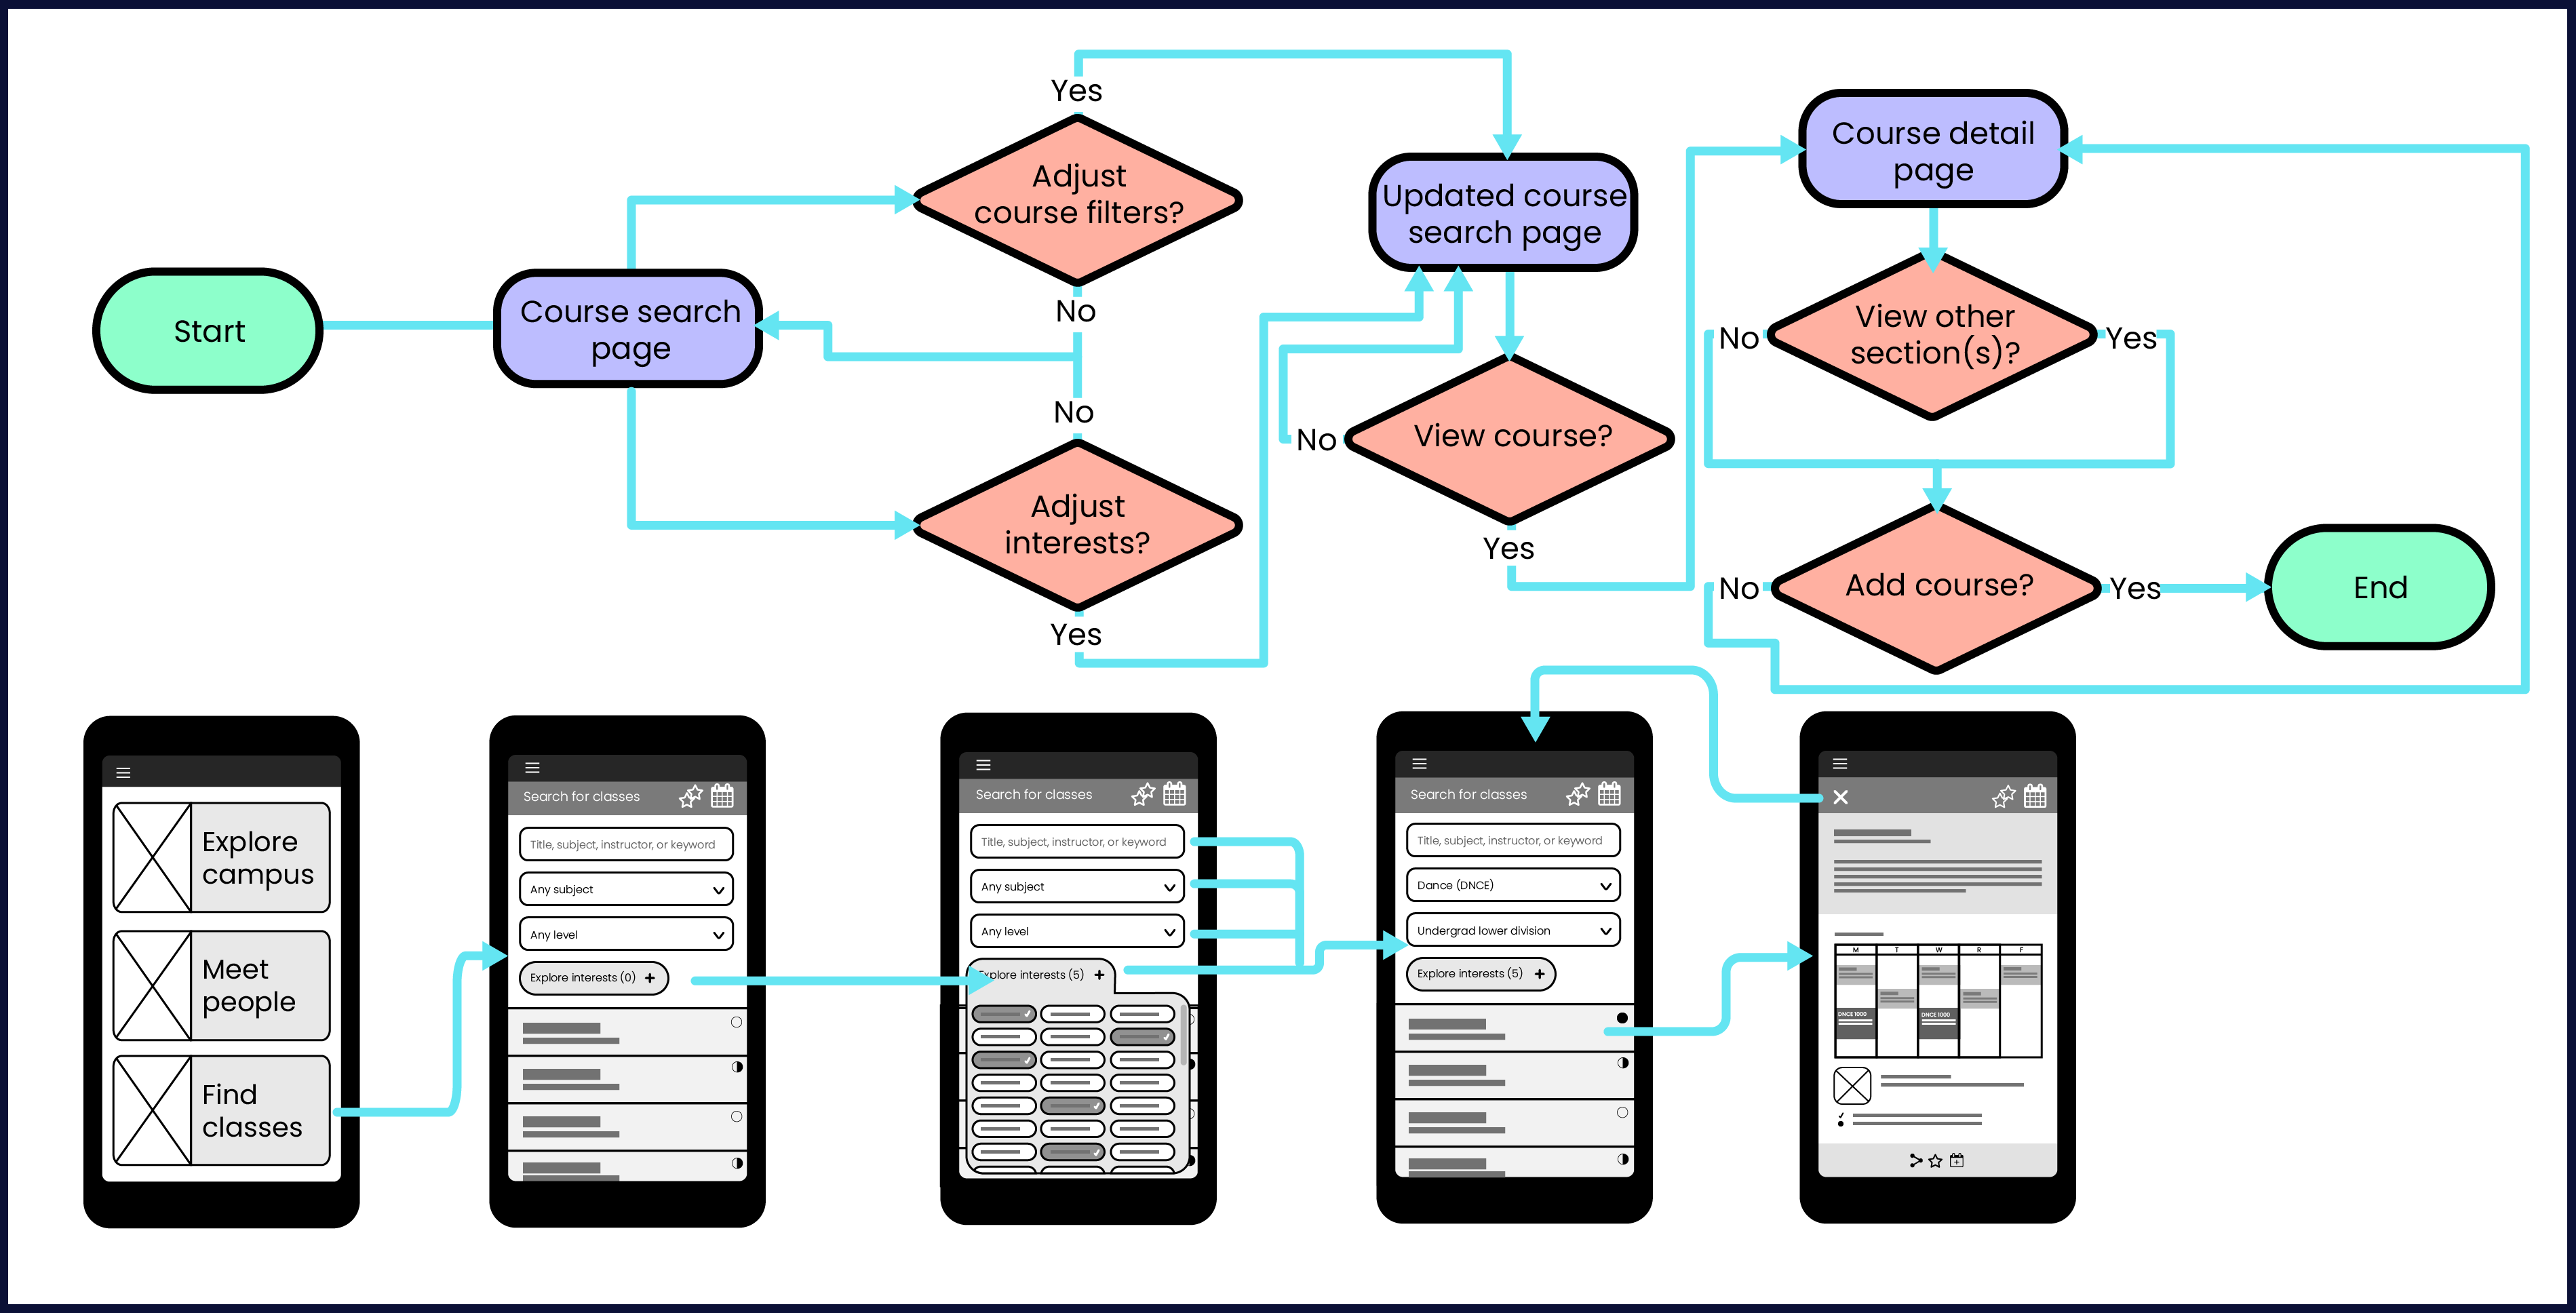 Yes
Adjust
course filters?
No
Start
Course search
page
No
Adjust
interests?
Yes
Updated course
search page
View course?
No
Yes
Course detail
page
View other
section(s)?
No
Yes
Add course?
No
Yes
End
Explore
campus
Meet
people
Find
classes
Search for classes
Title, subject, instructor, or keyword
Any subject
Any level
Explore interests (0) +
Search for classes
Title, subject, instructor, or keyword
Any subject
Any level
Explore interests (5) +
Search for classes
Title, subject, instructor, or keyword
Dance (DNCE)
Undergrad lower division
Explore interests (5) +
M T W R F
DNCE 1000 DNCE 1000